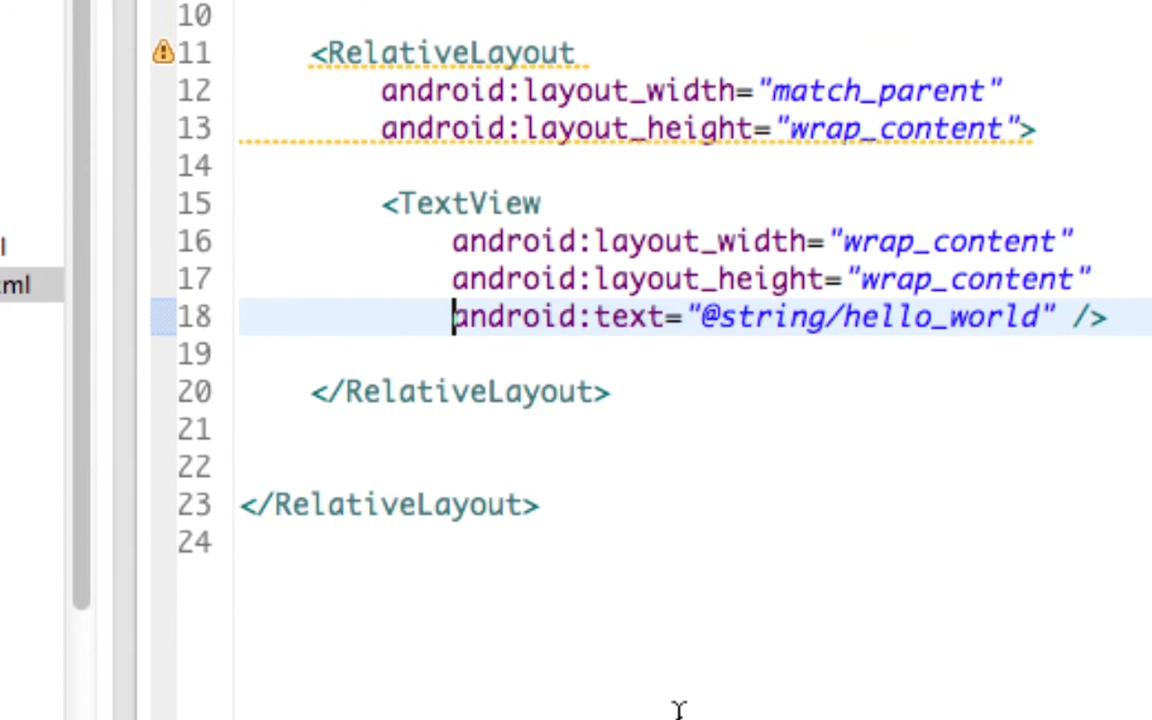 10
11 <RelativeLayout
12 android:layout_width="match_parent"
13 android:layout_height="wrap_content">
14
15 <TextView
16 android:layout_width="wrap_content"
l
17 android:layout_height="wrap_content"
ml
18 android:text="@string/hello_world" />
19
20 </RelativeLayout>
21
22
23 </RelativeLayout>
24